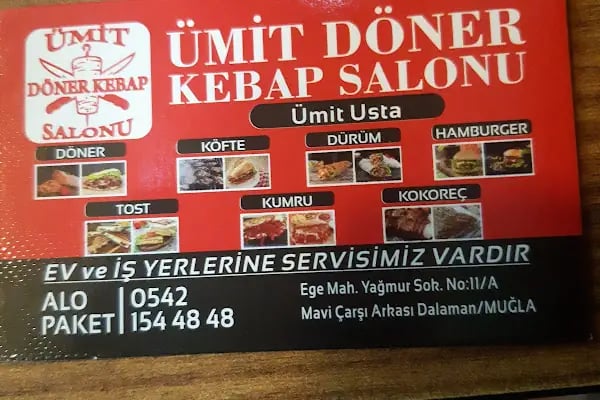 ÜMİT
DÖNER KEBAP
SALONU
ÜMİT DÖNER
KEBAP SALONU
Ümit Usta
DÖNER
KÖFTE
DÜRÜM
HAMBURGER
TOST
KUMRU
KOKOREÇ
EV ve İŞ YERLERİNE SERVİSİMİZ VARDIR
ALO PAKET
0542
154 48 48
Ege Mah. Yağmur Sok. No:11/A
Mavi Çarşı Arkası Dalaman/MUĞLA